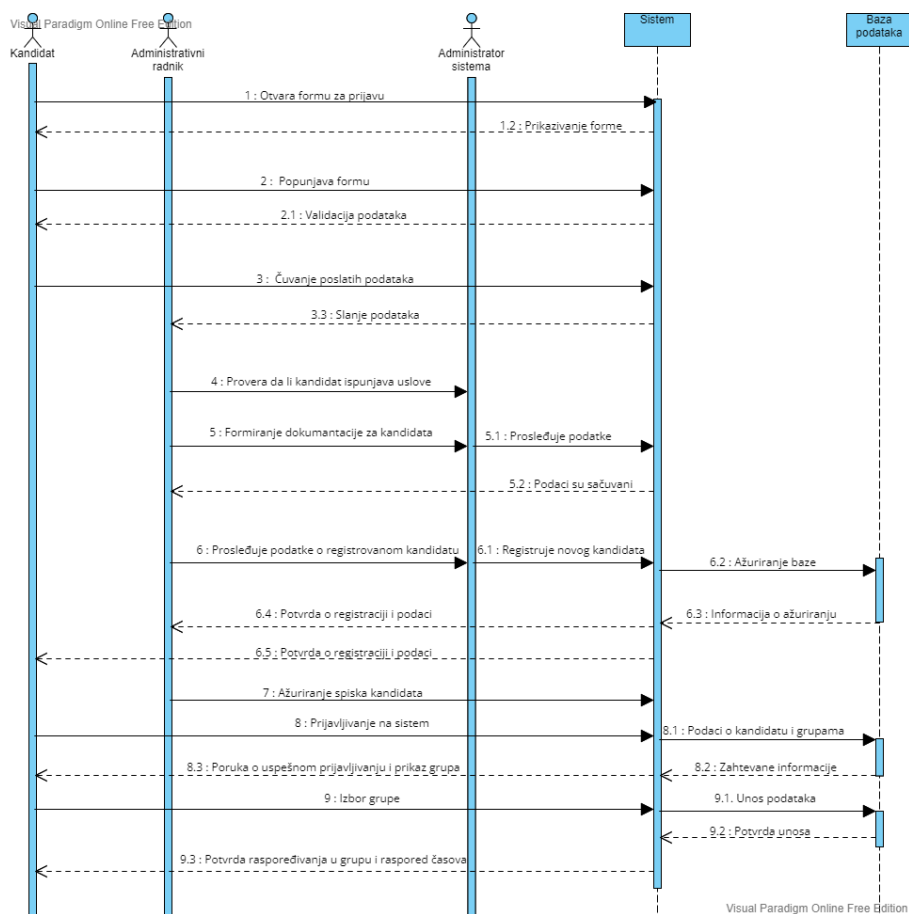 Visual Paradigm Online Free Edition
Kandidat
Administrativni
radnik
Administrator
sistema
Sistem
Baza
podataka
1 : Otvara formu za prijavu
1.2 : Prikazivanje forme
2 : Popunjava formu
2.1 : Validacija podataka
3 : Čuvanje poslatih podataka
3.3 : Slanje podataka
4 : Provera da li kandidat ispunjava uslove
5 : Formiranje dokumantacije za kandidata
5.1 : Prosleđuje podatke
5.2 : Podaci su sačuvani
6 : Prosleđuje podatke o registrovanom kandidatu
6.1 : Registruje novog kandidata
6.2 : Ažuriranje baze
6.3 : Informacija o ažuriranju
6.4 : Potvrda o registraciji i podaci
6.5 : Potvrda o registraciji i podaci
7 : Ažuriranje spiska kandidata
8 : Prijavljivanje na sistem
8.1 : Podaci o kandidatu i grupama
8.2 : Zahtevane informacije
8.3 : Poruka o uspešnom prijavljivanju i prikaz grupa
9 : Izbor grupe
9.1. Unos podataka
9.2 : Potvrda unosa
9.3 : Potvrda raspoređivanja u grupu i raspored časova
Visual Paradigm Online Free Edition